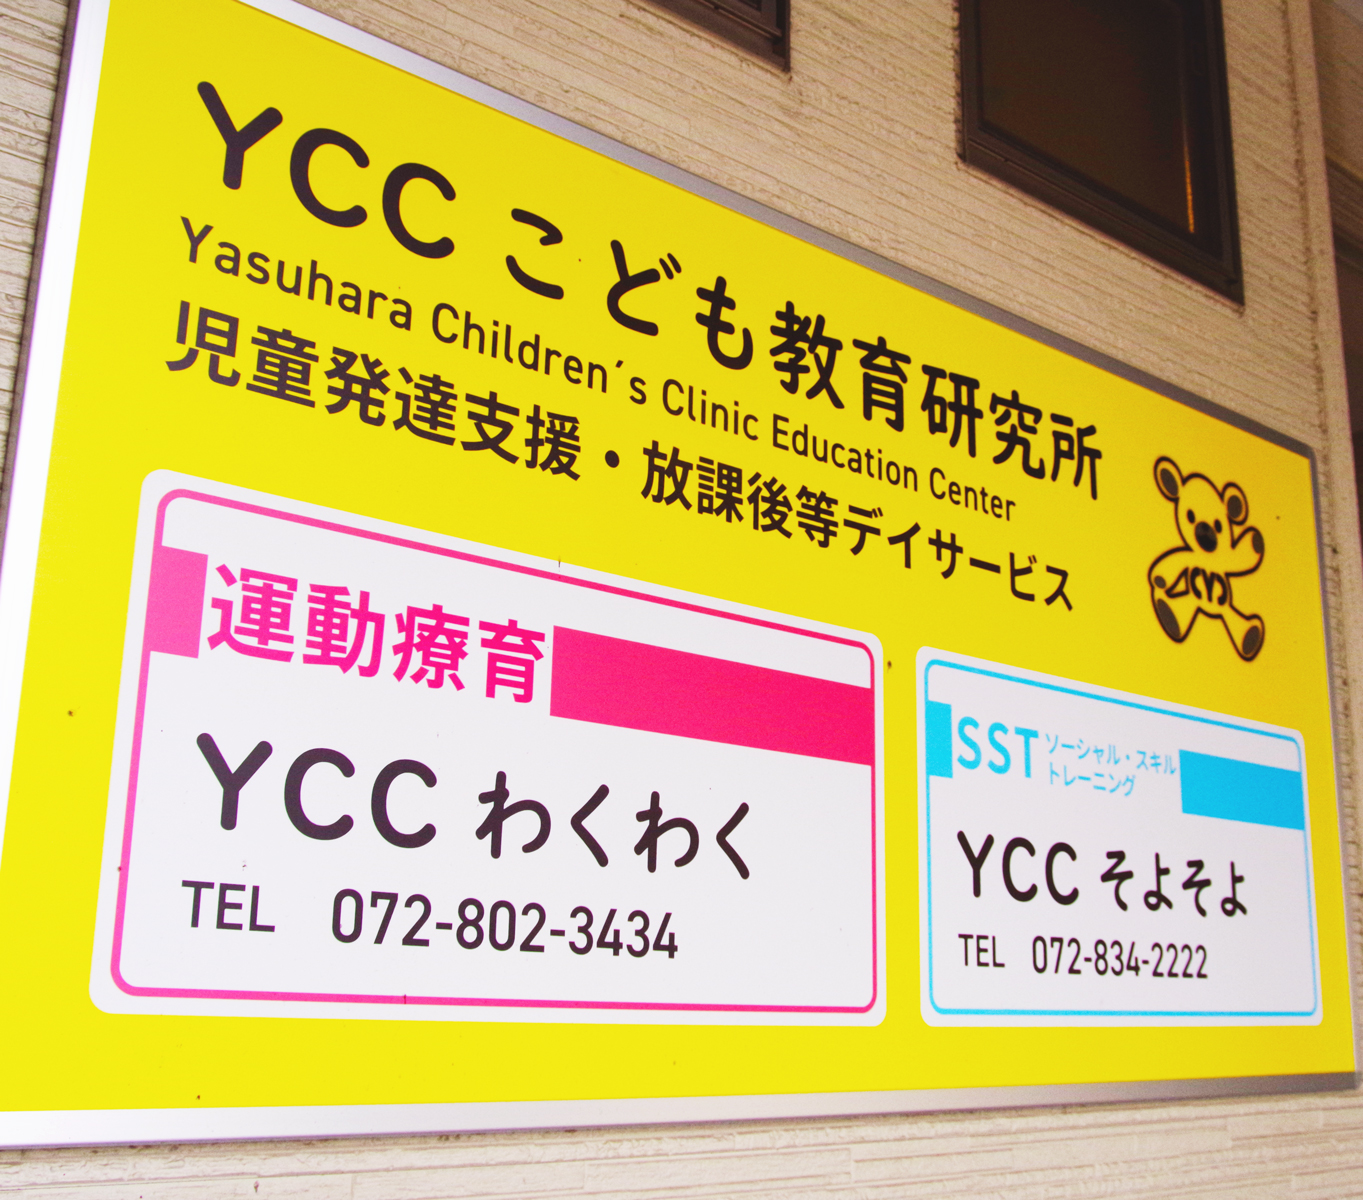 YCC こども教育研究所
Yasuhara Children´s Clinic Education Center
児童発達支援・放課後等デイサービス
運動療育
YCC わくわく
TEL 072-802-3434
SST ソーシャル・スキル
トレーニング
YCC そよそよ
TEL 072-834-2222